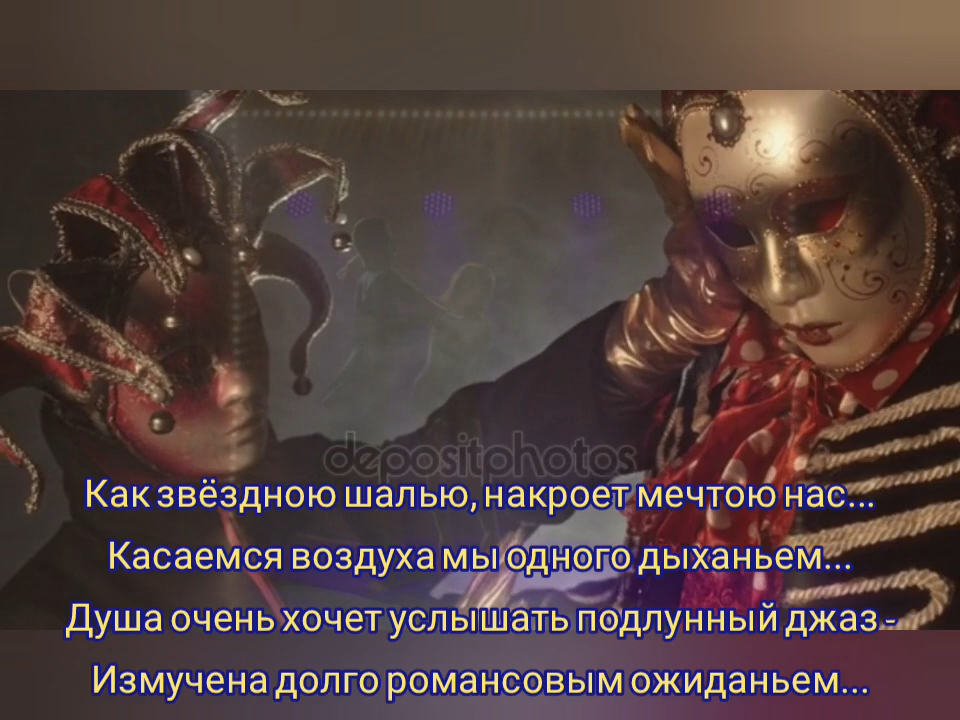 depositphotos
Как звёздною шалью, накроет мечтою нас...
Касаемся воздуха мы одного дыханьем...
Душа очень хочет услышать подлунный джаз -
Измучена долго романсовым ожиданьем...